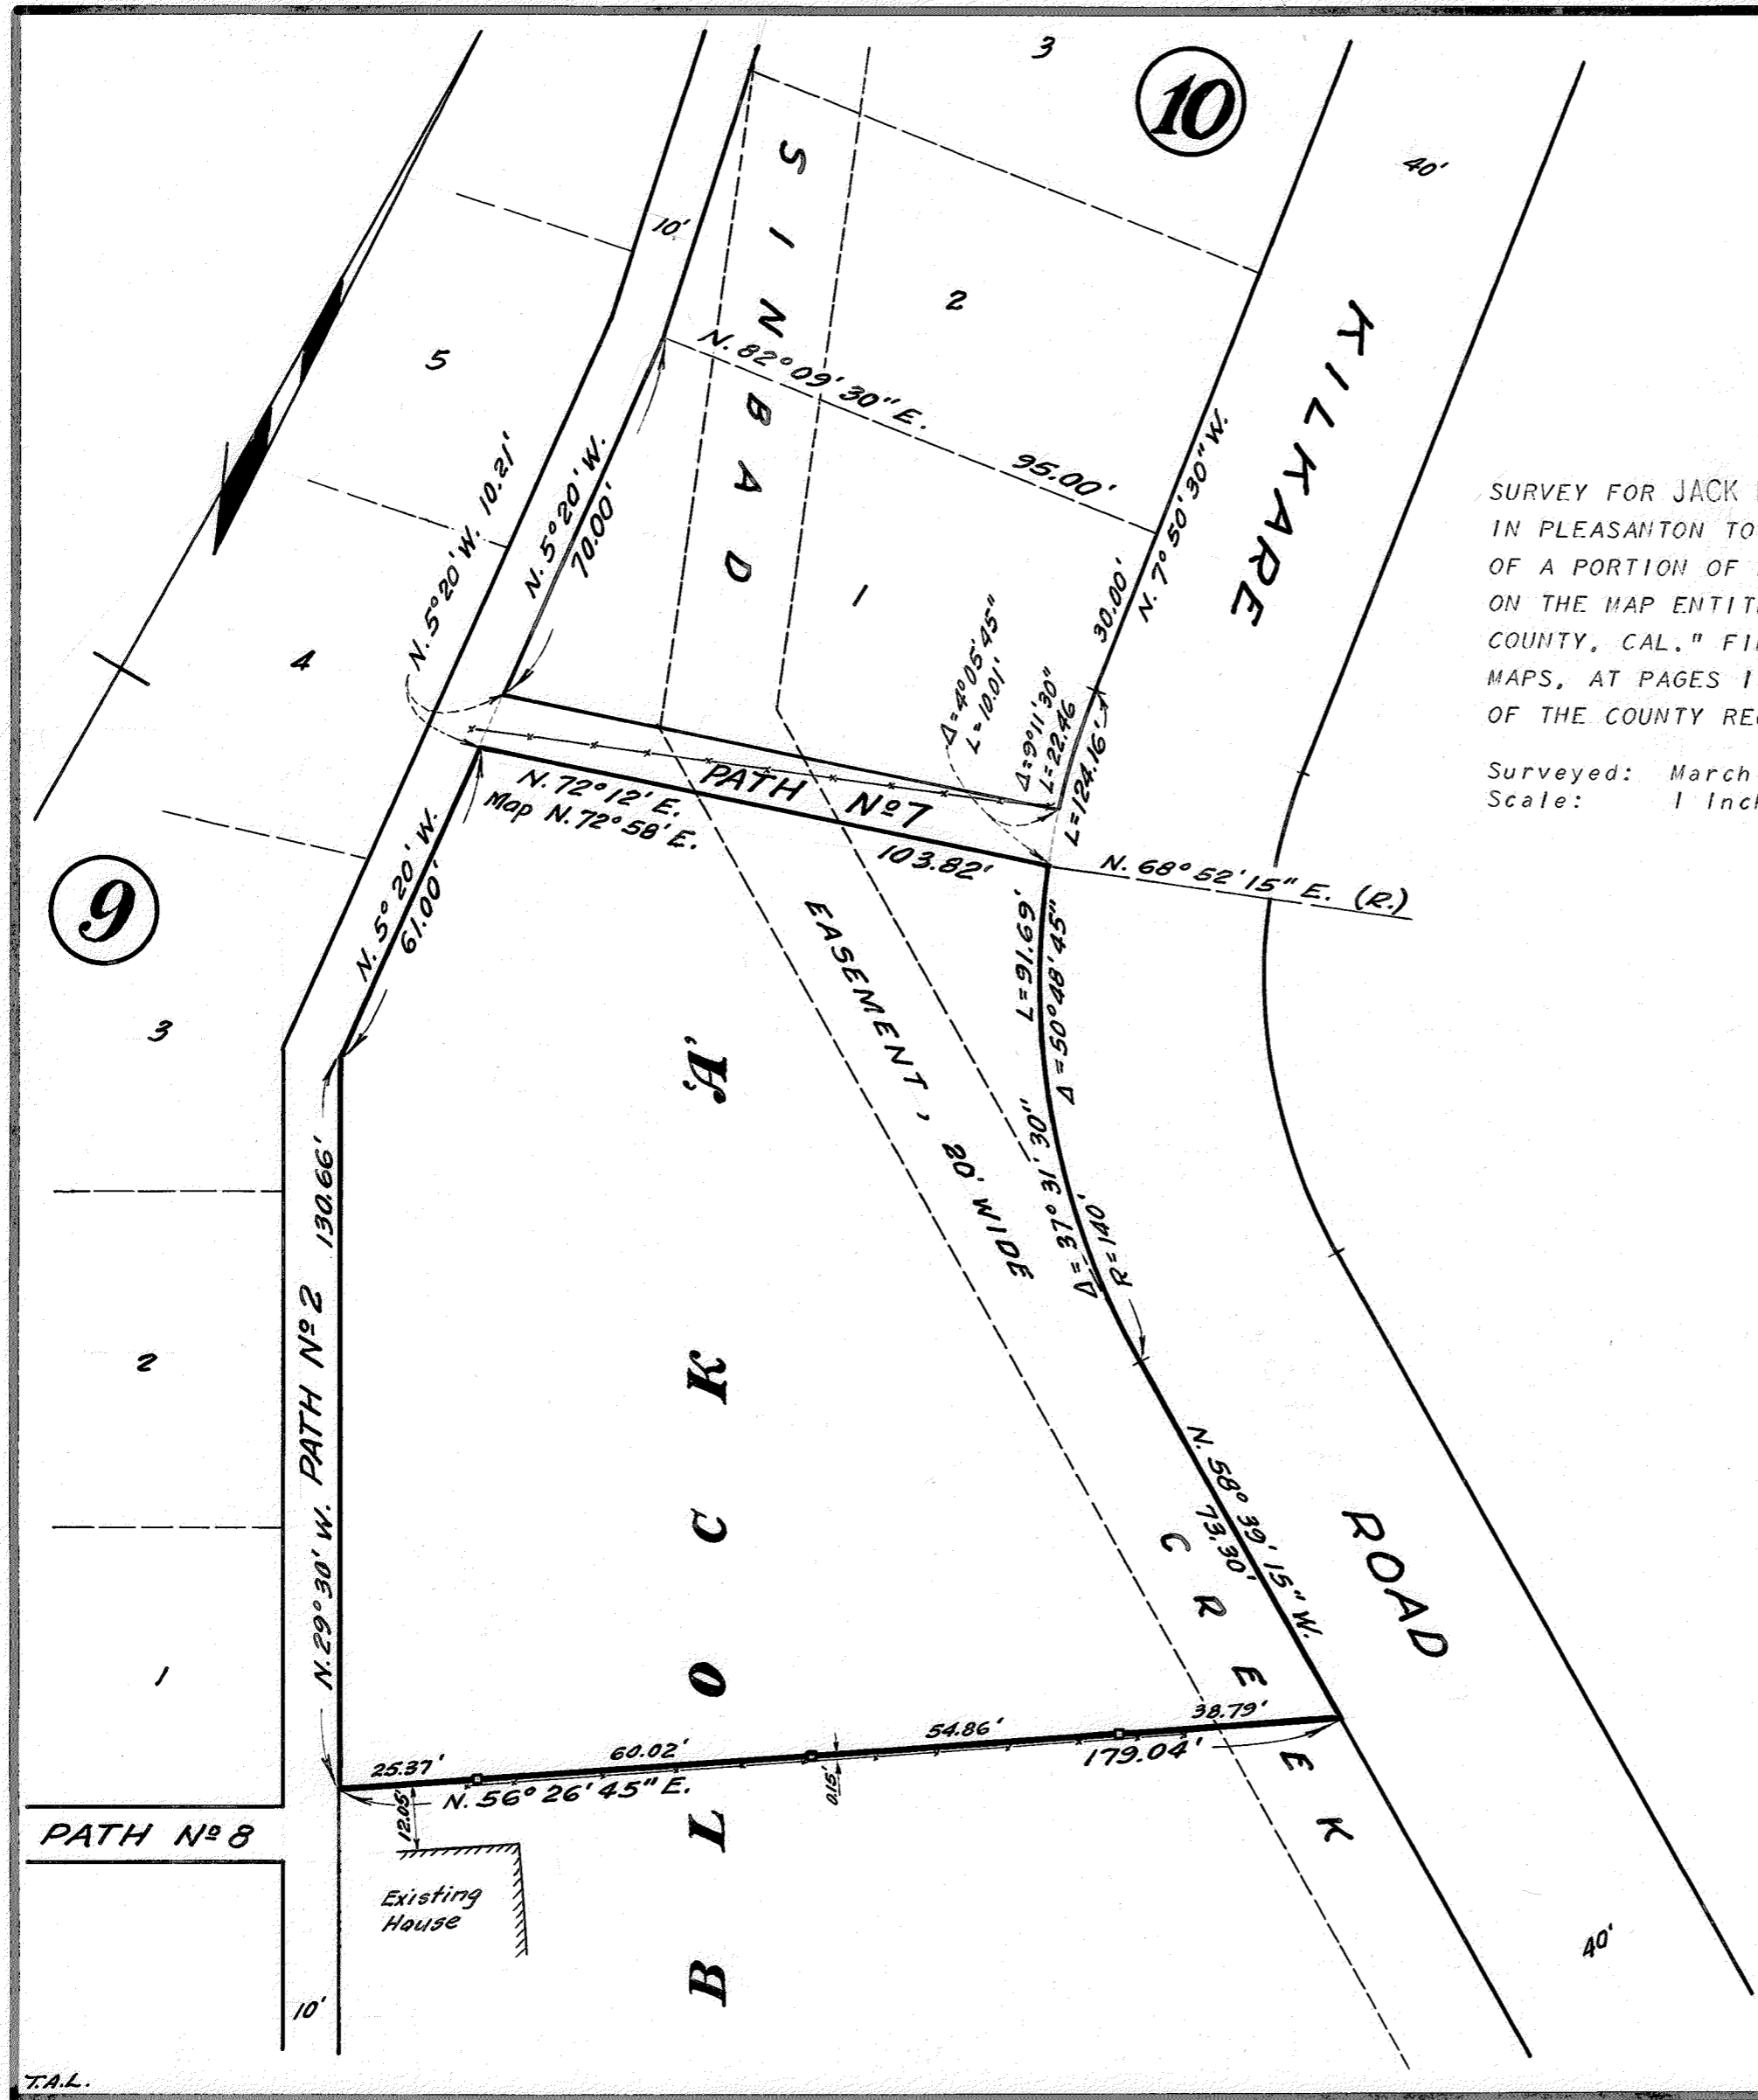 3
10
40'
SINBAD
10'
2
KILKARE
5
N. 82° 09' 30" E.
95.00'
N. 7° 50' 30" W.
30.00'
N. 5° 20' W. 10.21'
N. 5° 20' W.
70.00'
SURVEY FOR JACK
IN PLEASANTON TO
OF A PORTION OF
ON THE MAP ENTIT
COUNTY, CAL." FI
MAPS, AT PAGES 1
OF THE COUNTY REC
Surveyed: March
Scale: 1 Inc
1
4
Δ=4°05'45"
L=10.01'
Δ=9°11'30"
L=22.46
L=124.16'
PATH Nº 7
N. 72° 12' E.
Map N. 72° 58' E.
103.82'
N. 68° 52' 15" E. (R.)
9
N. 5° 20' W.
61.00'
3
EASEMENT, 20' WIDE
L=91.69'
Δ=50°48'45"
Δ=37° 31' 30"
R=140'
BLOCK 'A'
130.66'
PATH Nº 2
N. 29° 30' W.
2
N. 58° 39' 15" W.
73.30'
CREEK
ROAD
1
25.37'
60.02'
54.86'
38.79'
179.04'
N. 56° 26' 45" E.
0.15'
12.05'
PATH Nº 8
Existing
House
10'
40'
T.A.L.